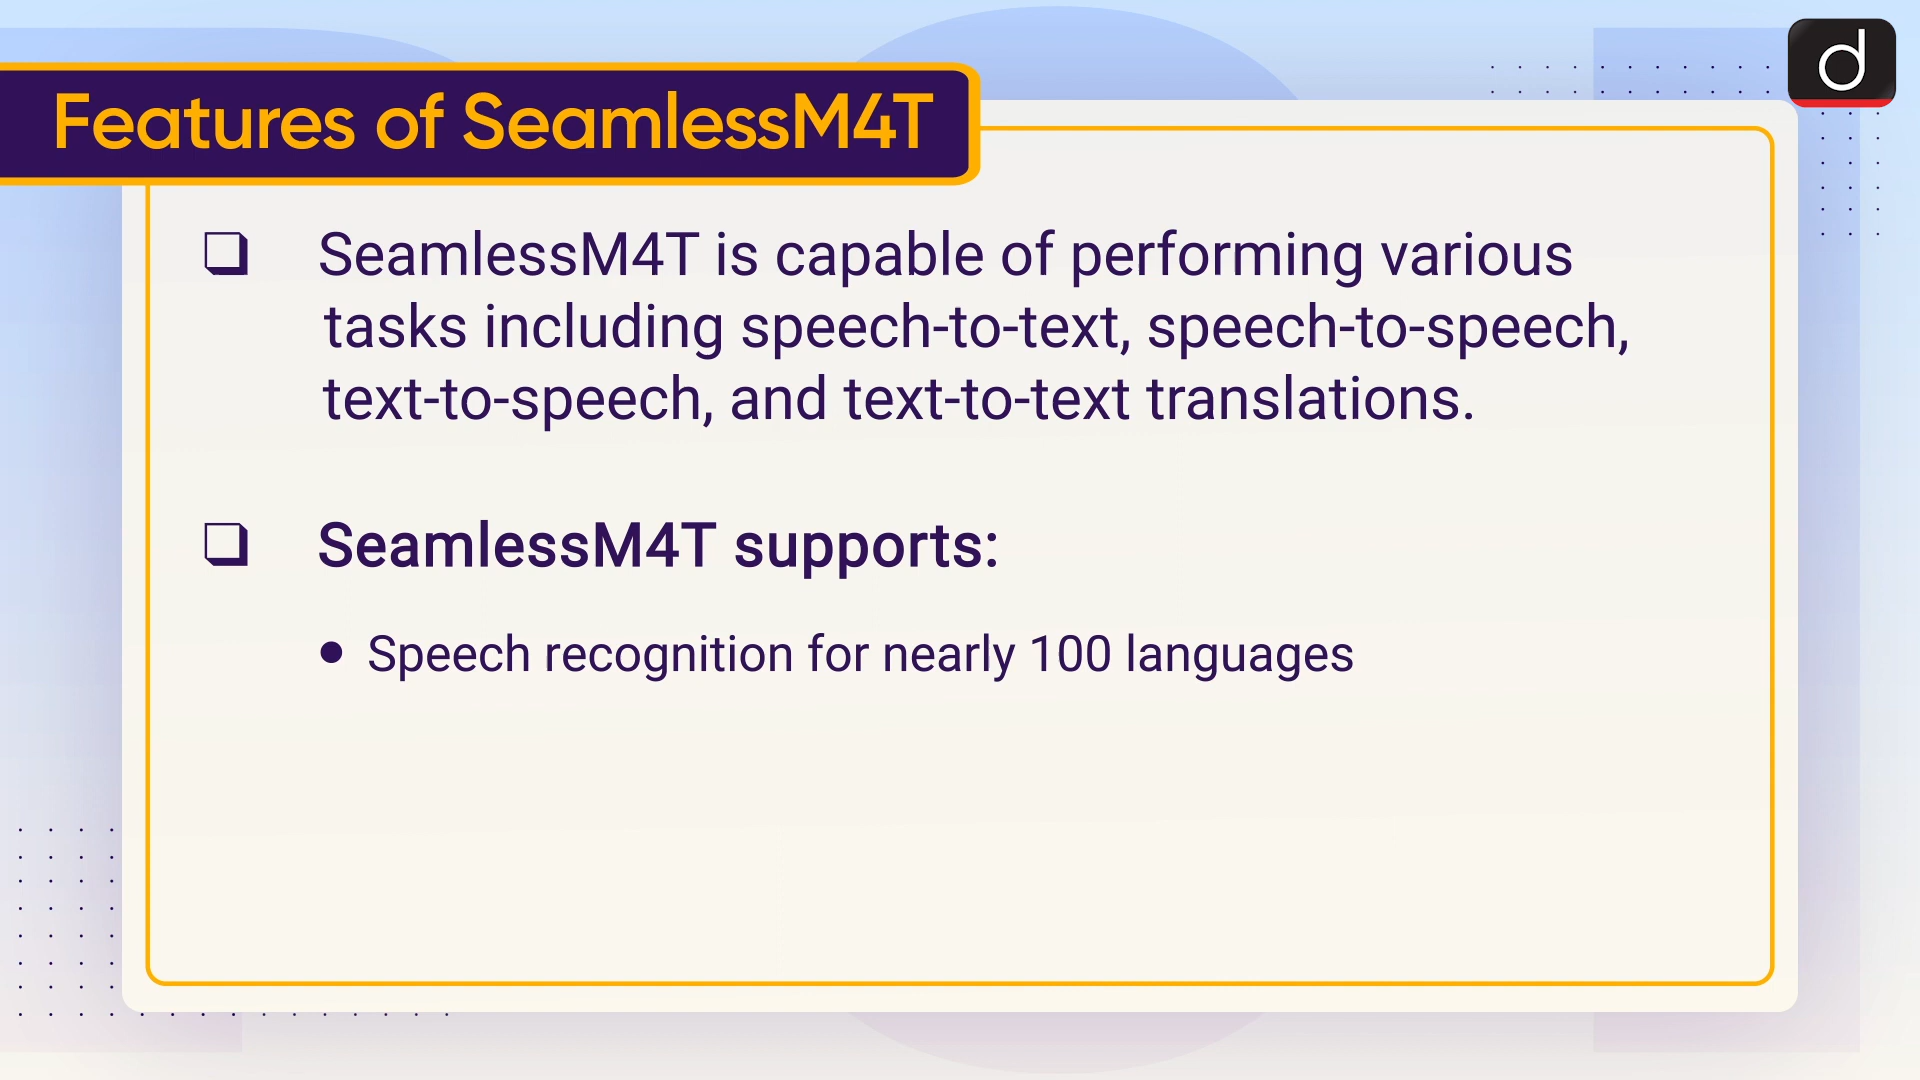 Features of SeamlessM4T
d
❑ SeamlessM4T is capable of performing various
tasks including speech-to-text, speech-to-speech,
text-to-speech, and text-to-text translations.
❑ SeamlessM4T supports:
● Speech recognition for nearly 100 languages